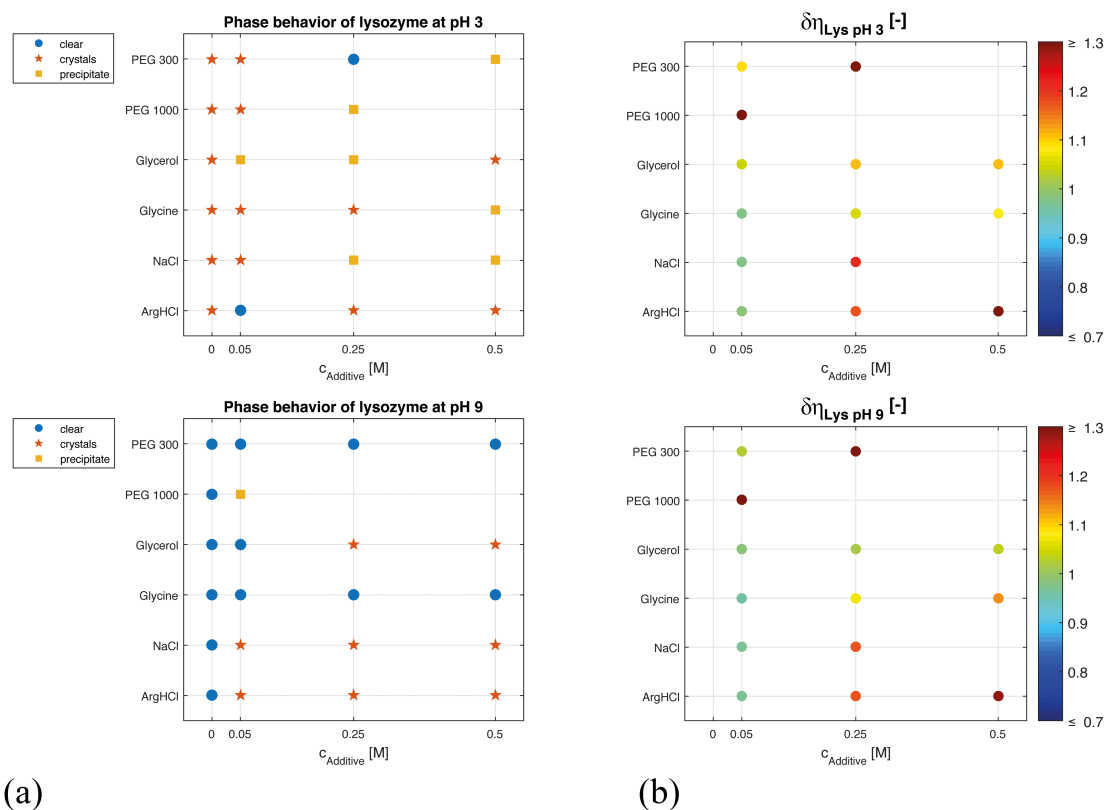 Phase behavior of lysozyme at pH 3
clear
crystals
precipitate
PEG 300
PEG 1000
Glycerol
Glycine
NaCl
ArgHCl
0 0.05 0.25 0.5
cAdditive [M]
δηLys pH 3 [-]
PEG 300
PEG 1000
Glycerol
Glycine
NaCl
ArgHCl
0 0.05 0.25 0.5
cAdditive [M]
≥ 1.3
1.2
1.1
1
0.9
0.8
≤ 0.7
Phase behavior of lysozyme at pH 9
clear
crystals
precipitate
PEG 300
PEG 1000
Glycerol
Glycine
NaCl
ArgHCl
0 0.05 0.25 0.5
cAdditive [M]
δηLys pH 9 [-]
PEG 300
PEG 1000
Glycerol
Glycine
NaCl
ArgHCl
0 0.05 0.25 0.5
cAdditive [M]
≥ 1.3
1.2
1.1
1
0.9
0.8
≤ 0.7
(a) (b)